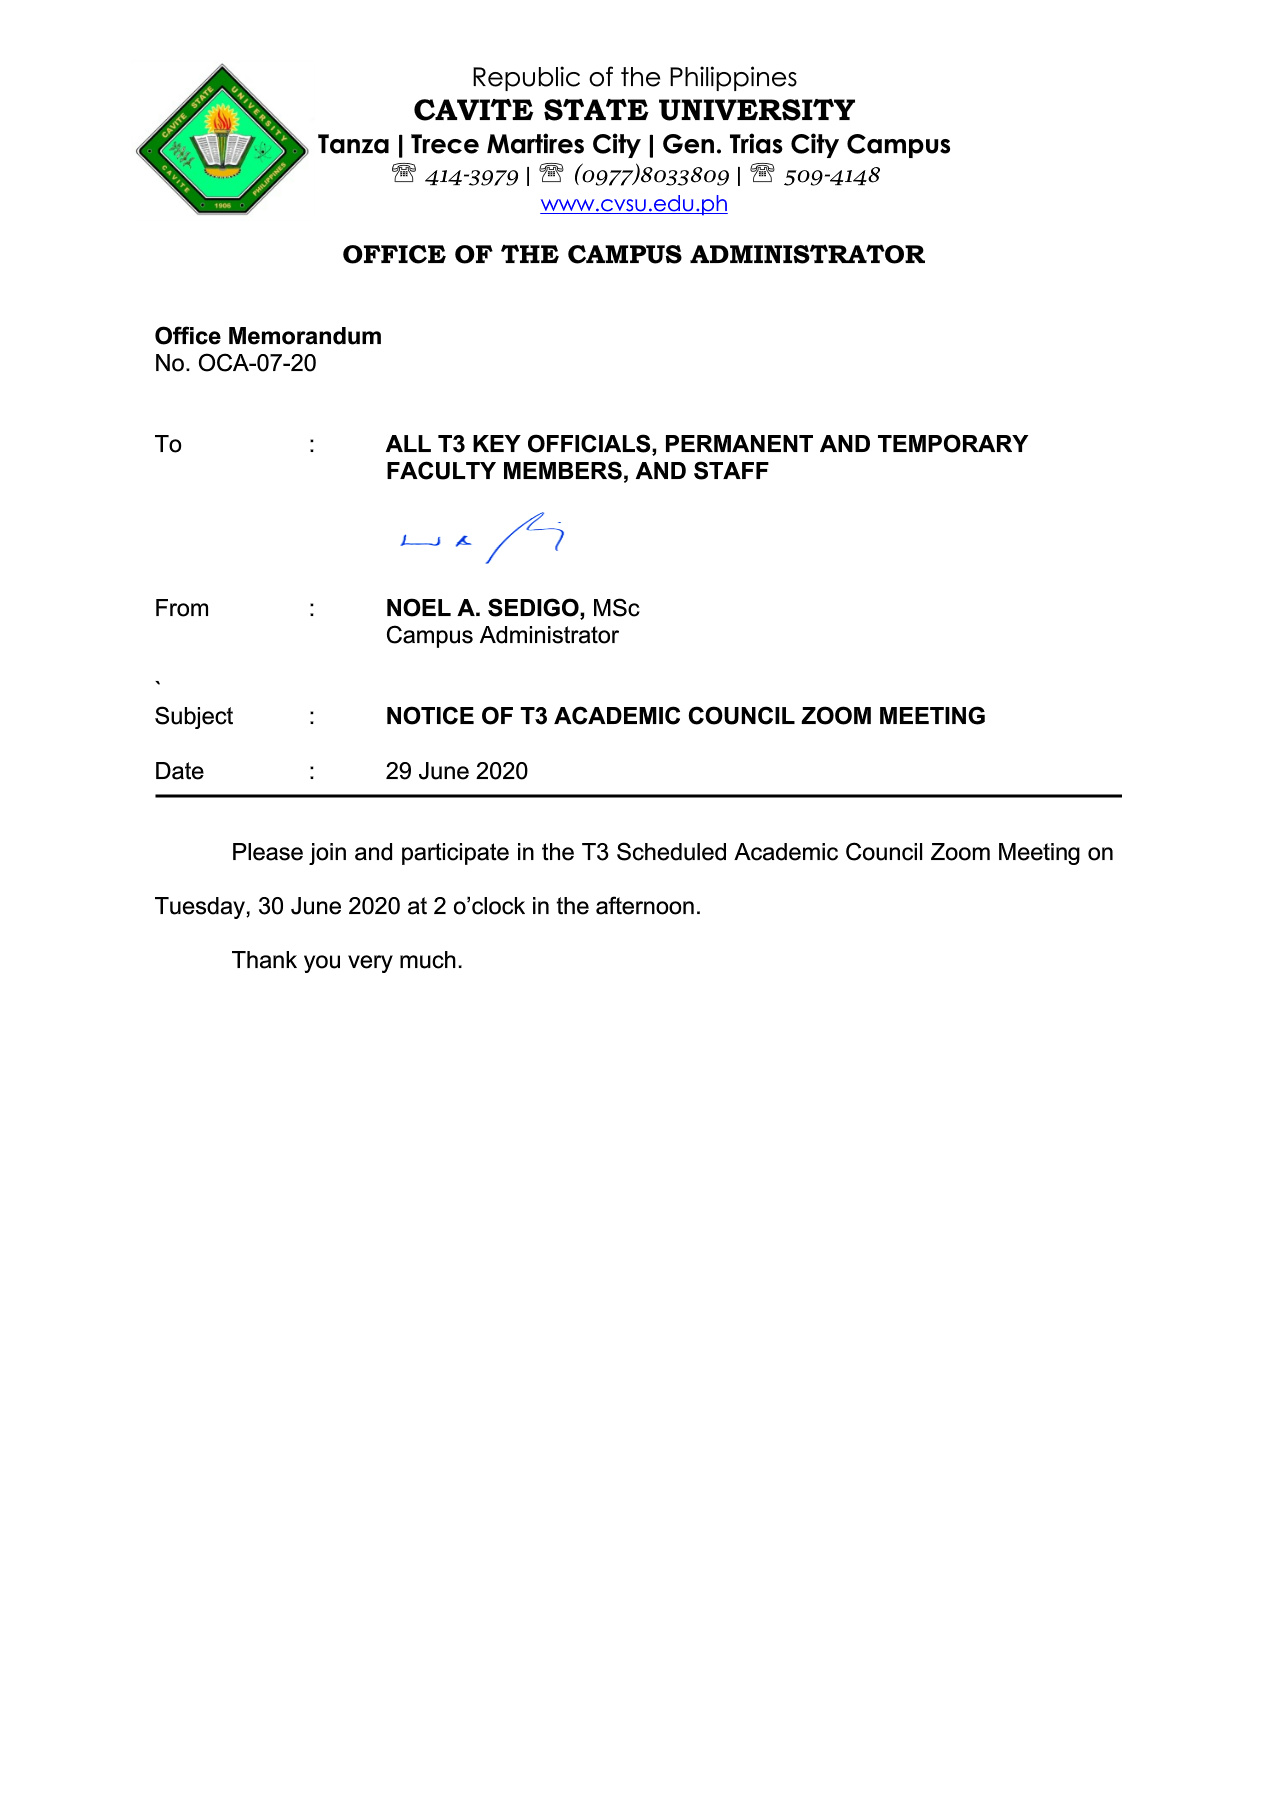 Republic of the Philippines
CAVITE STATE UNIVERSITY
Tanza | Trece Martires City | Gen. Trias City Campus
☏ 414-3979 | ☏ (0977)8033809 | ☏ 509-4148
www.cvsu.edu.ph
CAVITE STATE UNIVERSITY
CAVITE PHILIPPINES
1906
OFFICE OF THE CAMPUS ADMINISTRATOR
Office Memorandum
No. OCA-07-20
To : ALL T3 KEY OFFICIALS, PERMANENT AND TEMPORARY
FACULTY MEMBERS, AND STAFF
From : NOEL A. SEDIGO, MSc
Campus Administrator
`
Subject : NOTICE OF T3 ACADEMIC COUNCIL ZOOM MEETING
Date : 29 June 2020
Please join and participate in the T3 Scheduled Academic Council Zoom Meeting on
Tuesday, 30 June 2020 at 2 o’clock in the afternoon.
Thank you very much.